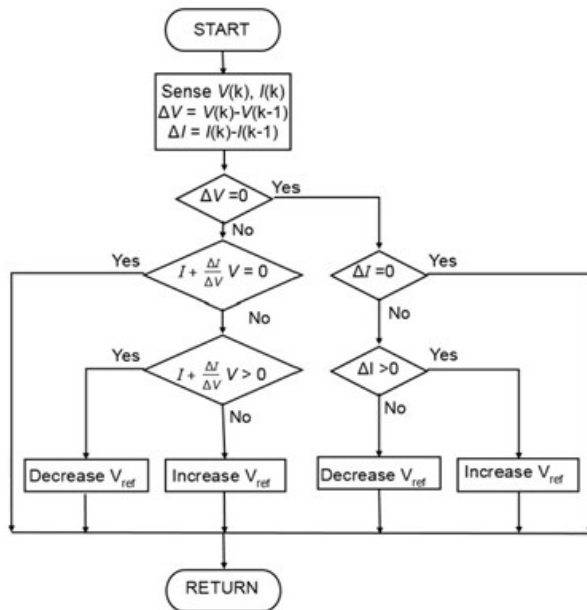 START
Sense V(k), I(k)
ΔV = V(k)-V(k-1)
ΔI = I(k)-I(k-1)
ΔV =0
Yes
No
Yes
I + ΔI/ΔV V = 0
ΔI =0
Yes
No
No
Yes
I + ΔI/ΔV V > 0
ΔI >0
Yes
No
No
Decrease Vref
Increase Vref
Decrease Vref
Increase Vref
RETURN